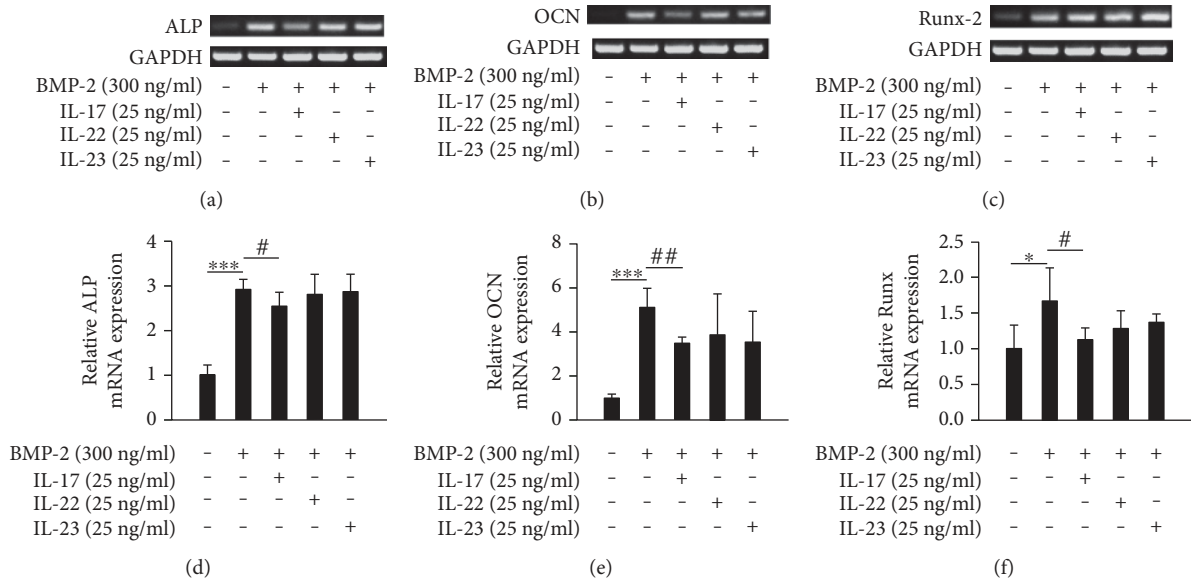 ALP
GAPDH
BMP-2 (300 ng/ml) – + + + +
IL-17 (25 ng/ml) – – + – –
IL-22 (25 ng/ml) – – – + –
IL-23 (25 ng/ml) – – – – +
(a)
OCN
GAPDH
BMP-2 (300 ng/ml) – + + + +
IL-17 (25 ng/ml) – – + – –
IL-22 (25 ng/ml) – – – + –
IL-23 (25 ng/ml) – – – – +
(b)
Runx-2
GAPDH
BMP-2 (300 ng/ml) – + + + +
IL-17 (25 ng/ml) – – + – –
IL-22 (25 ng/ml) – – – + –
IL-23 (25 ng/ml) – – – – +
(c)
Relative ALP
mRNA expression
4
3
2
1
0
***
#
BMP-2 (300 ng/ml) – + + + +
IL-17 (25 ng/ml) – – + – –
IL-22 (25 ng/ml) – – – + –
IL-23 (25 ng/ml) – – – – +
(d)
Relative OCN
mRNA expression
8
6
4
2
0
***
##
BMP-2 (300 ng/ml) – + + + +
IL-17 (25 ng/ml) – – + – –
IL-22 (25 ng/ml) – – – + –
IL-23 (25 ng/ml) – – – – +
(e)
Relative Runx
mRNA expression
2.5
2.0
1.5
1.0
0.5
0.0
*
#
BMP-2 (300 ng/ml) – + + + +
IL-17 (25 ng/ml) – – + – –
IL-22 (25 ng/ml) – – – + –
IL-23 (25 ng/ml) – – – – +
(f)